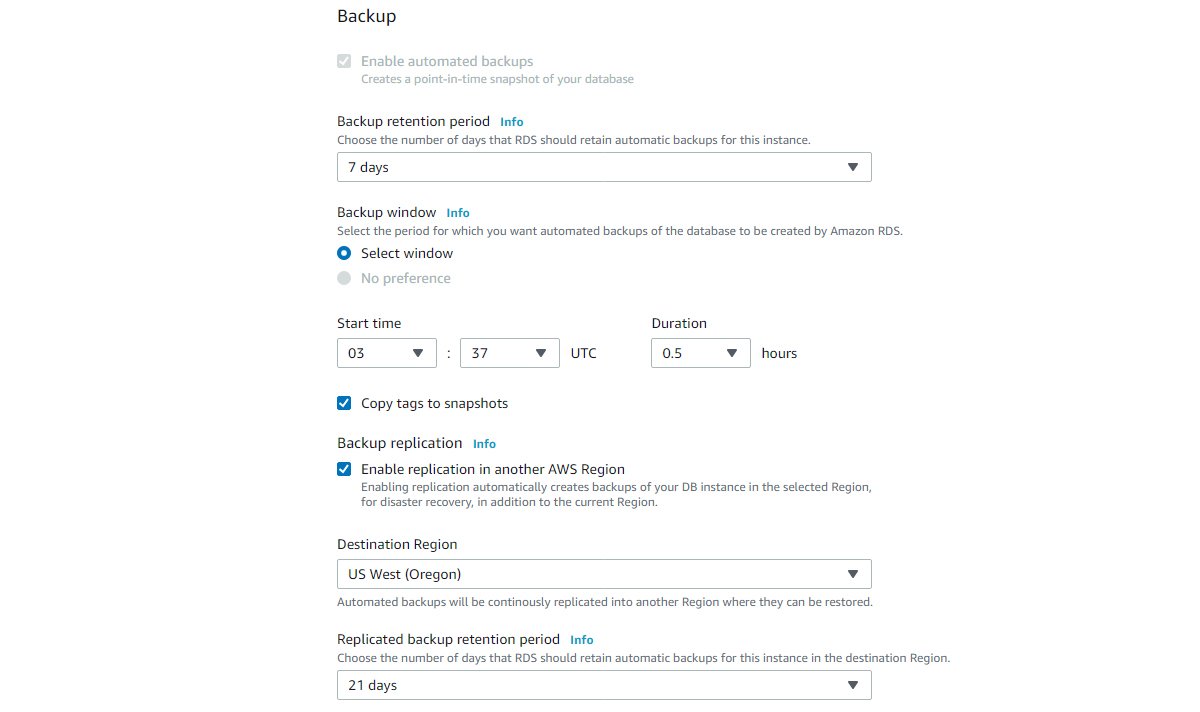 Backup
Enable automated backups
Creates a point-in-time snapshot of your database
Backup retention period Info
Choose the number of days that RDS should retain automatic backups for this instance.
7 days
Backup window Info
Select the period for which you want automated backups of the database to be created by Amazon RDS.
Select window
No preference
Start time Duration
03 : 37 UTC 0.5 hours
Copy tags to snapshots
Backup replication Info
Enable replication in another AWS Region
Enabling replication automatically creates backups of your DB instance in the selected Region,
for disaster recovery, in addition to the current Region.
Destination Region
US West (Oregon)
Automated backups will be continously replicated into another Region where they can be restored.
Replicated backup retention period Info
Choose the number of days that RDS should retain automatic backups for this instance in the destination Region.
21 days